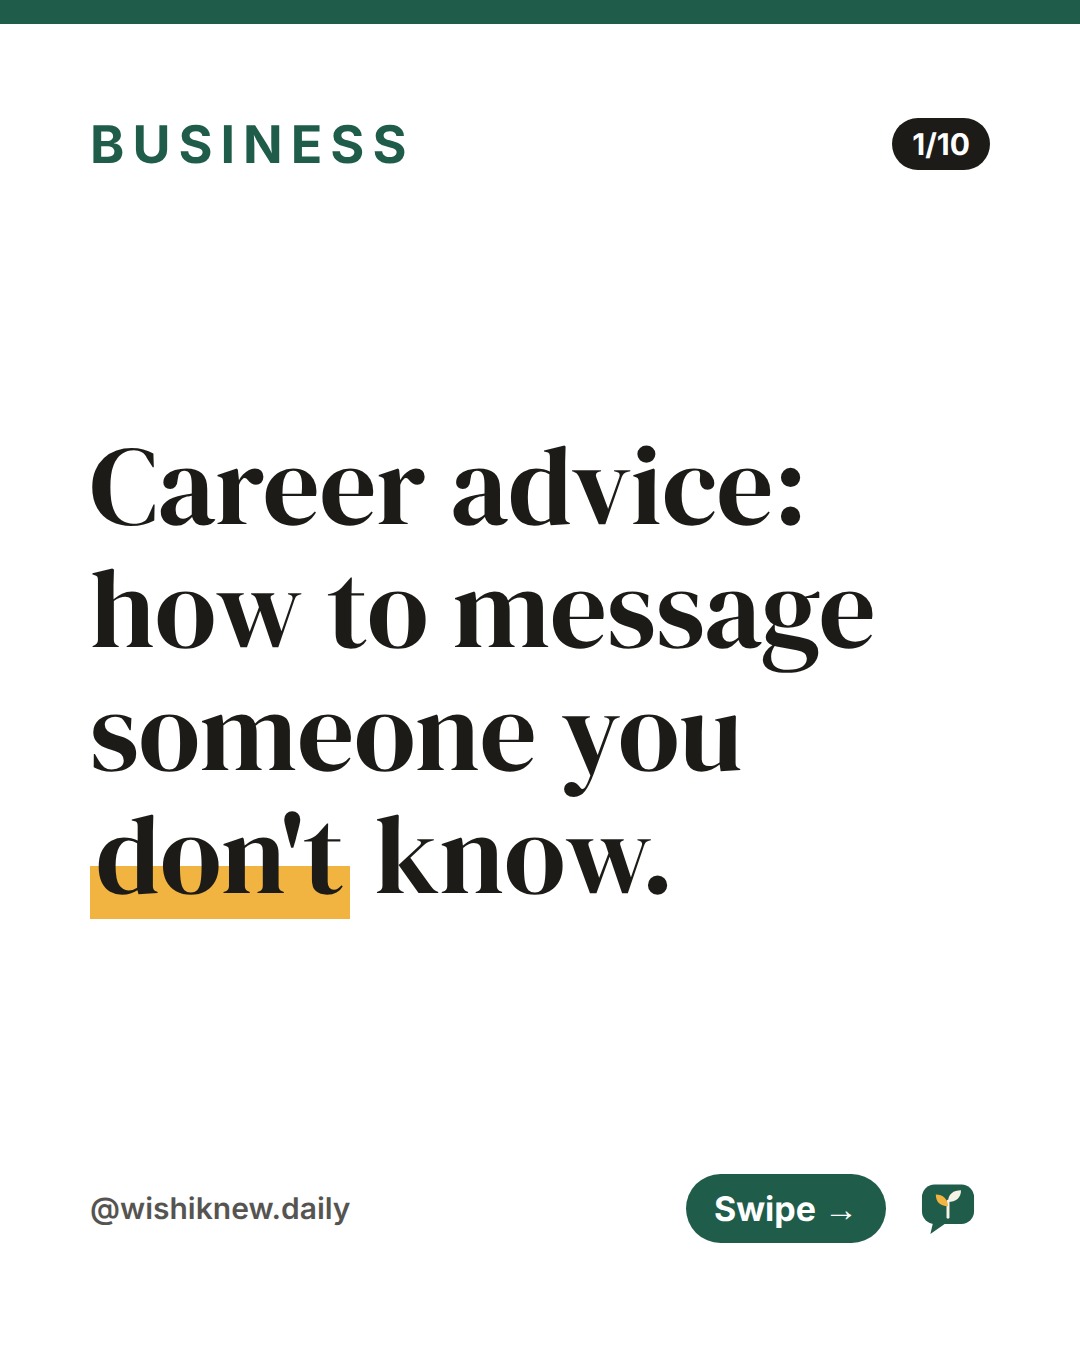 BUSINESS
1/10
Career advice:
how to message
someone you
don't know.
@wishiknew.daily
Swipe →